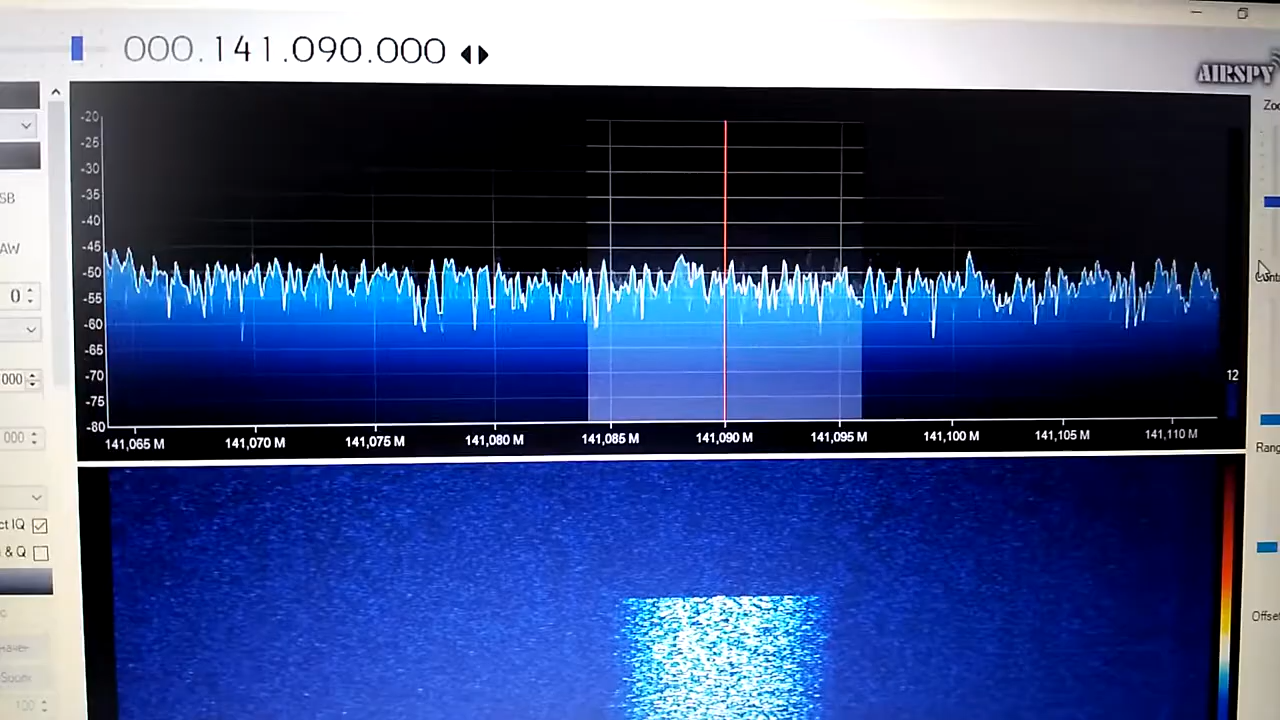 000.141.090.000
AIRSPY
Zoo
SB
AW
0
000
000
ct IQ
& Q
100
-20
-25
-30
-35
-40
-45
-50
-55
-60
-65
-70
-75
-80
12
141,065 M 141,070 M 141,075 M 141,080 M 141,085 M 141,090 M 141,095 M 141,100 M 141,105 M 141,110 M
Cont
Rang
Offset